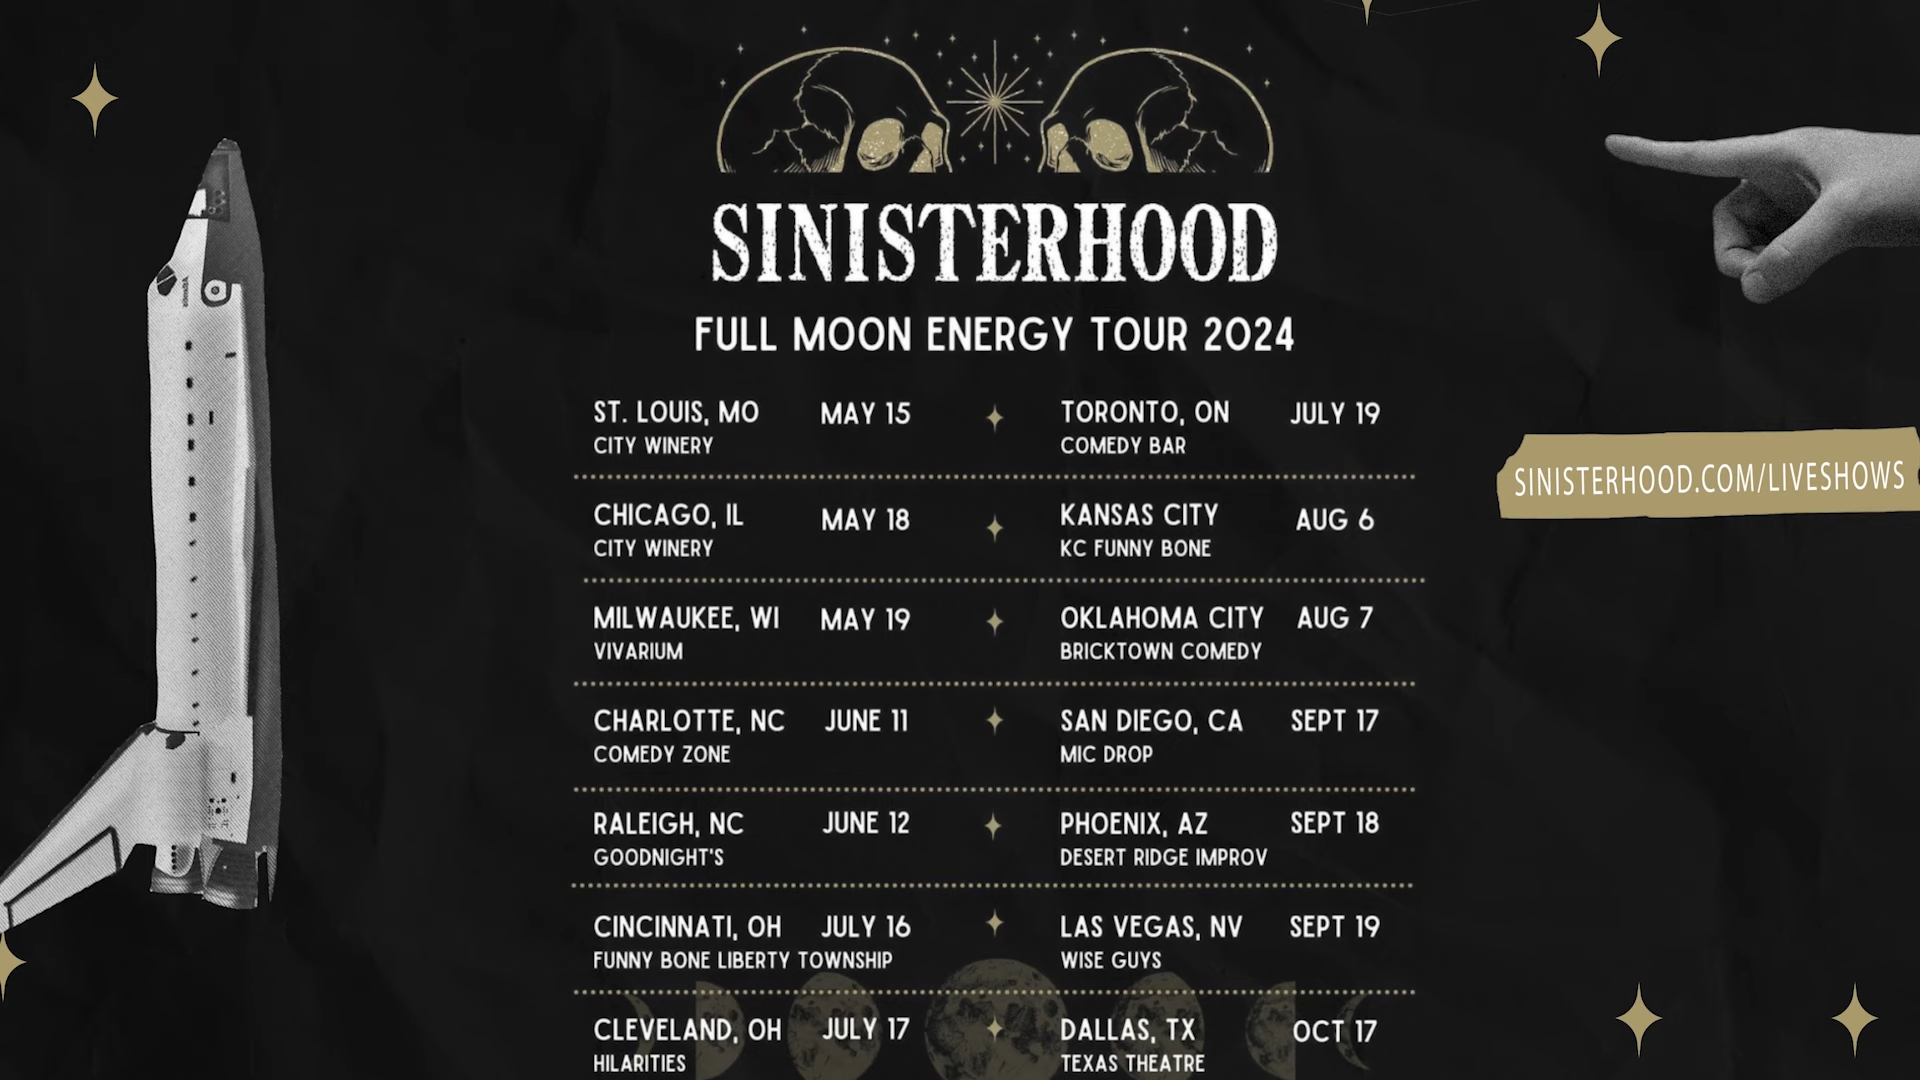 SINISTERHOOD
FULL MOON ENERGY TOUR 2024
ST. LOUIS, MO MAY 15
CITY WINERY
CHICAGO, IL MAY 18
CITY WINERY
MILWAUKEE, WI MAY 19
VIVARIUM
CHARLOTTE, NC JUNE 11
COMEDY ZONE
RALEIGH, NC JUNE 12
GOODNIGHT'S
CINCINNATI, OH JULY 16
FUNNY BONE LIBERTY TOWNSHIP
CLEVELAND, OH JULY 17
HILARITIES
TORONTO, ON JULY 19
COMEDY BAR
KANSAS CITY AUG 6
KC FUNNY BONE
OKLAHOMA CITY AUG 7
BRICKTOWN COMEDY
SAN DIEGO, CA SEPT 17
MIC DROP
PHOENIX, AZ SEPT 18
DESERT RIDGE IMPROV
LAS VEGAS, NV SEPT 19
WISE GUYS
DALLAS, TX OCT 17
TEXAS THEATRE
SINISTERHOOD.COM/LIVESHOWS